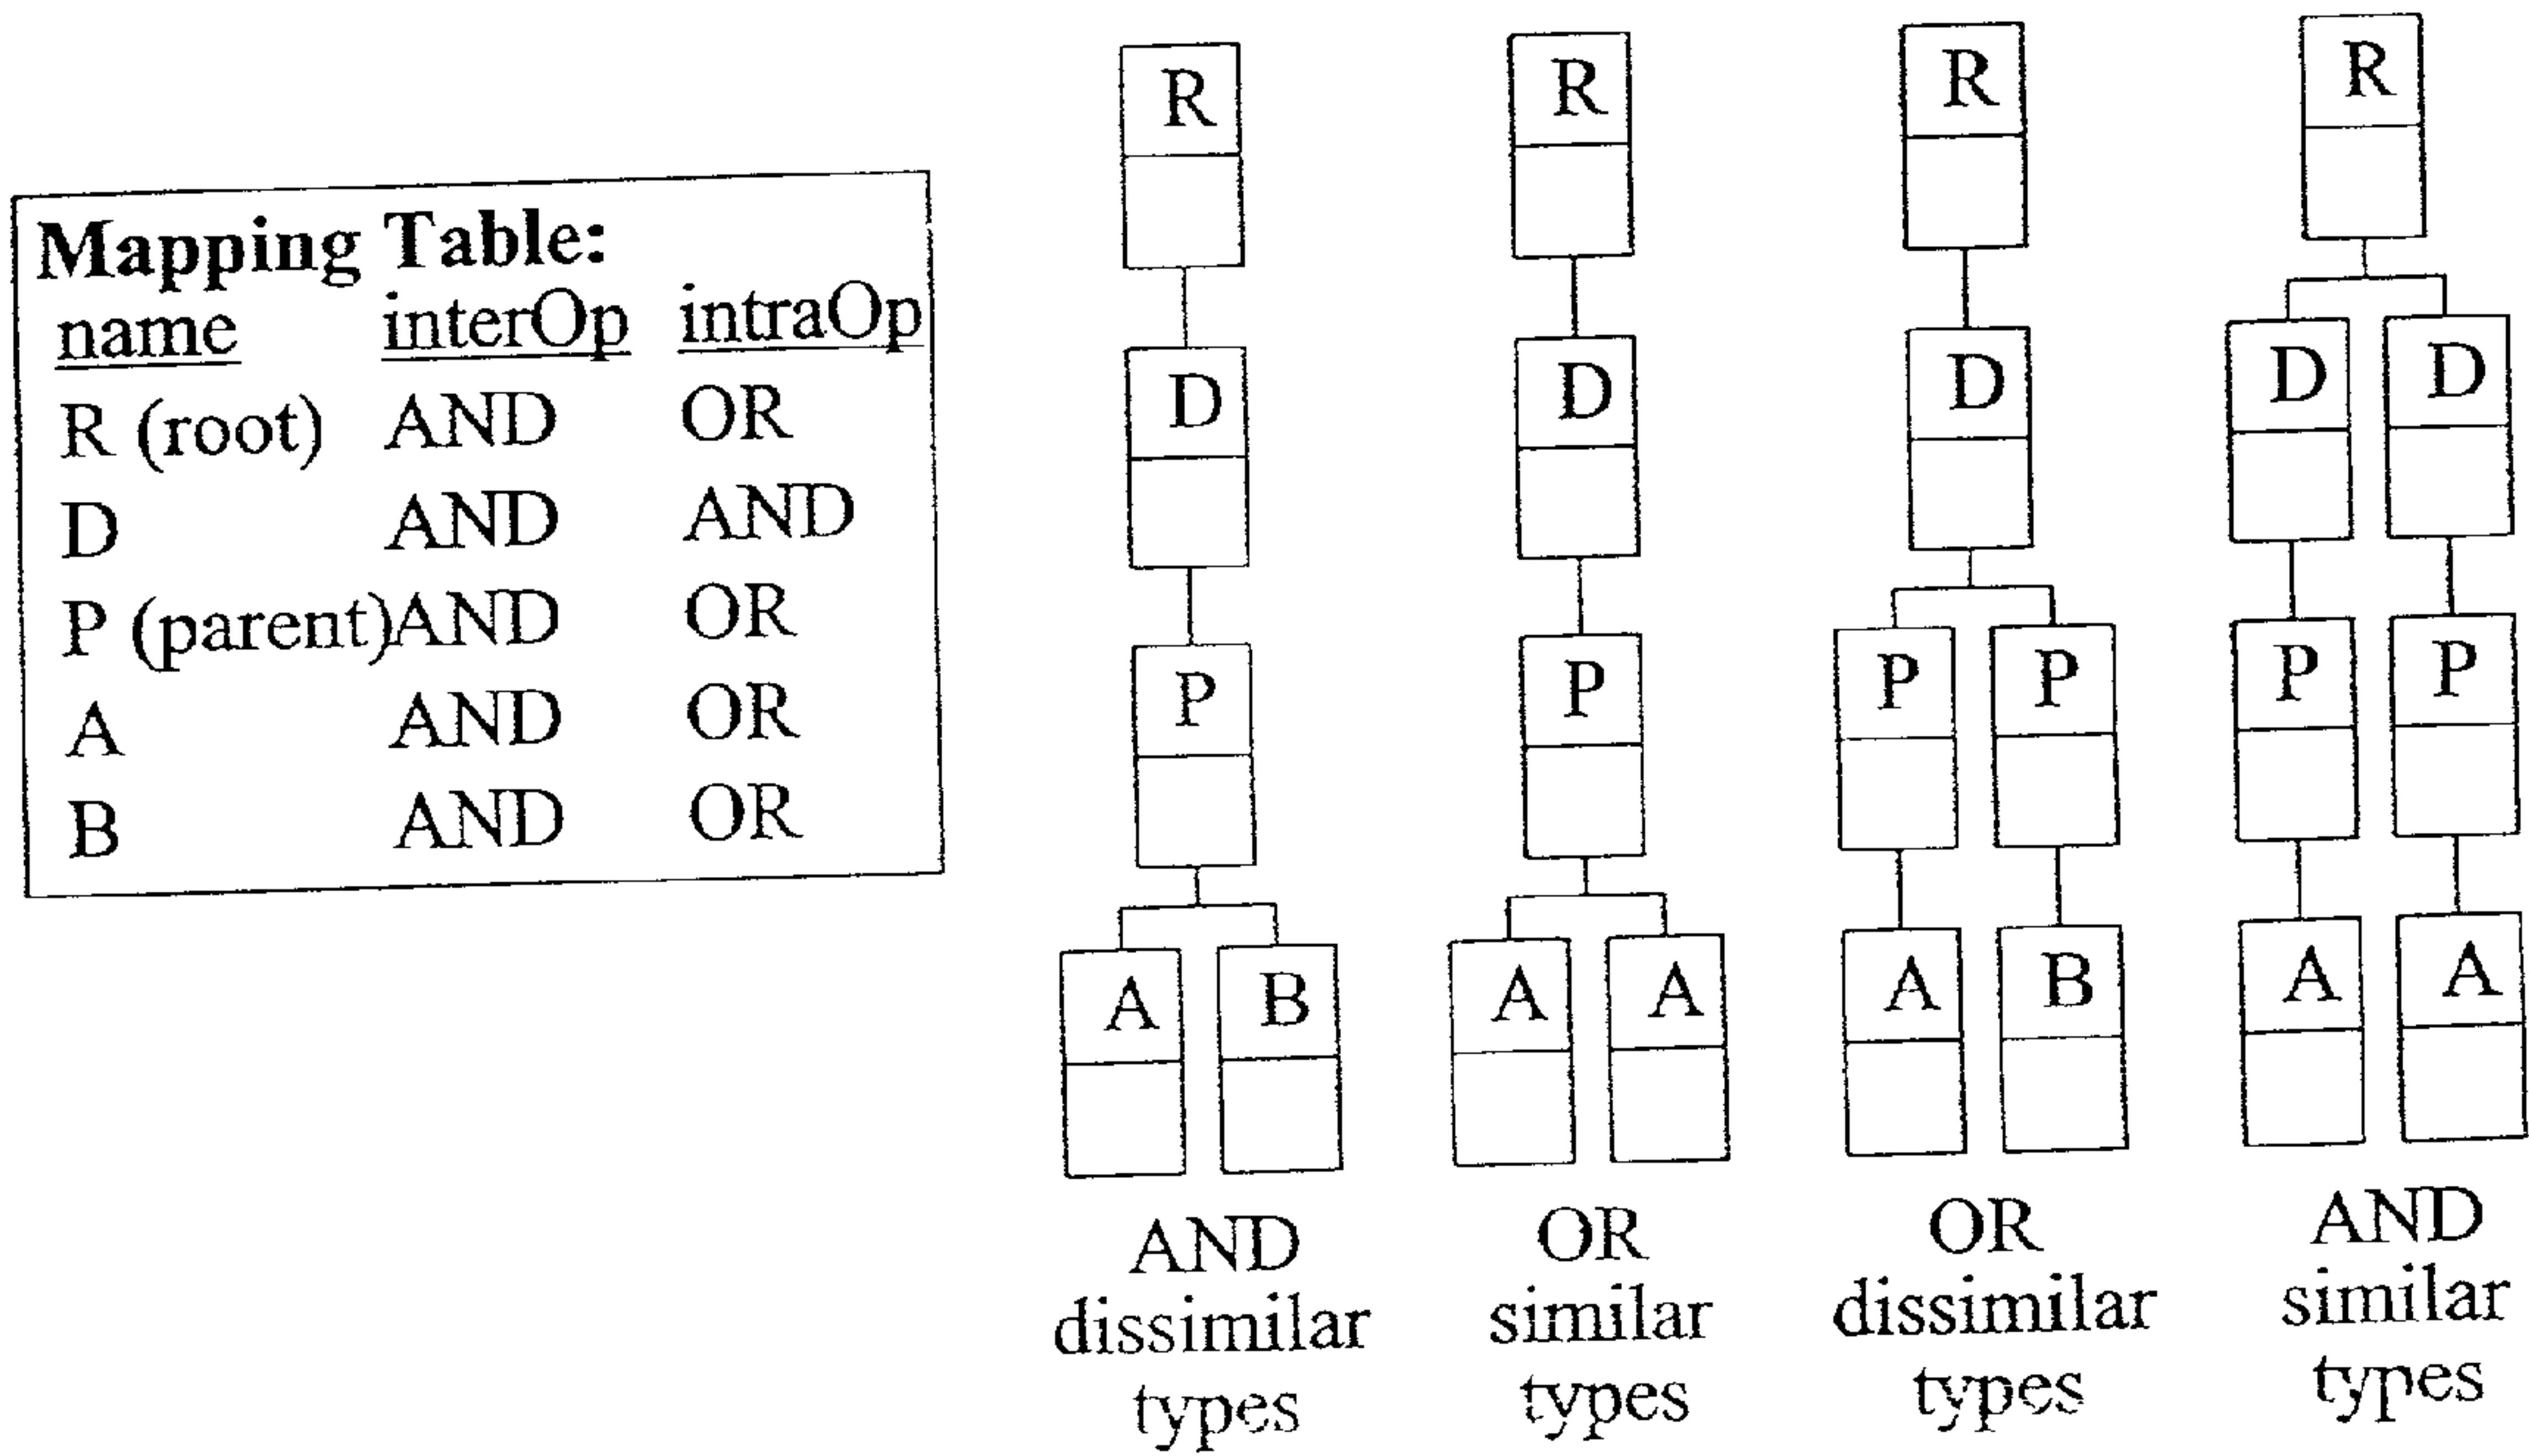 Mapping Table:
name interOp intraOp
R (root) AND OR
D AND AND
P (parent) AND OR
A AND OR
B AND OR
R
D
P
A B
AND
dissimilar
types
R
D
P
A A
OR
similar
types
R
D
P P
A B
OR
dissimilar
types
R
D D
P P
A A
AND
similar
types